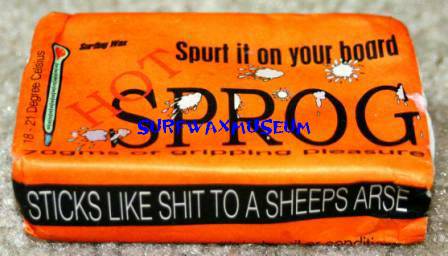 Surfing Wax
Spurt it on your board
18 - 21 Degree Celsius
HOT
SPROG
SURFWAXMUSEUM
70gms of gripping pleasure
STICKS LIKE SHIT TO A SHEEPS ARSE